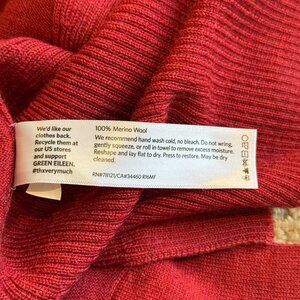 We'd like our
clothes back.
Recycle them at
our US stores
and support
GREEN EILEEN.
#thxverymuch
100% Merino Wool
We recommend hand wash cold, no bleach. Do not wring,
gently squeeze, or roll in towel to remove excess moisture.
Reshape and lay flat to dry. Press to restore. May be dry
cleaned.
RN#78121/CA#34460 R16MF